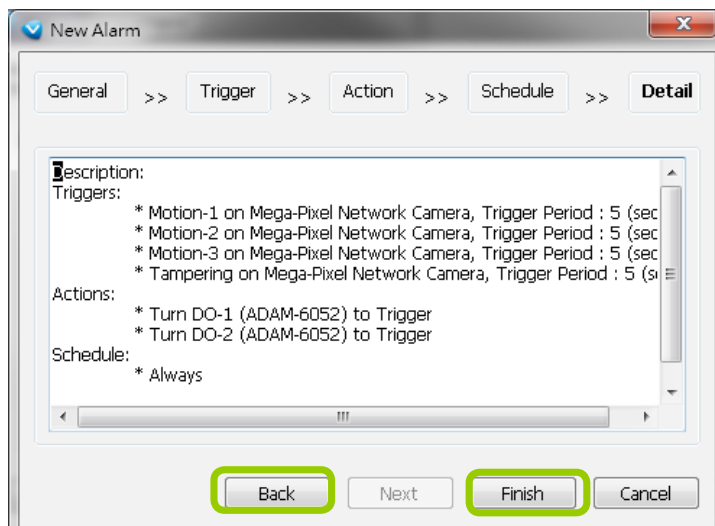 New Alarm
General >> Trigger >> Action >> Schedule >> Detail
Description:
Triggers:
* Motion-1 on Mega-Pixel Network Camera, Trigger Period : 5 (sec
* Motion-2 on Mega-Pixel Network Camera, Trigger Period : 5 (sec
* Motion-3 on Mega-Pixel Network Camera, Trigger Period : 5 (sec
* Tampering on Mega-Pixel Network Camera, Trigger Period : 5 (s
Actions:
* Turn DO-1 (ADAM-6052) to Trigger
* Turn DO-2 (ADAM-6052) to Trigger
Schedule:
* Always
Back Next Finish Cancel